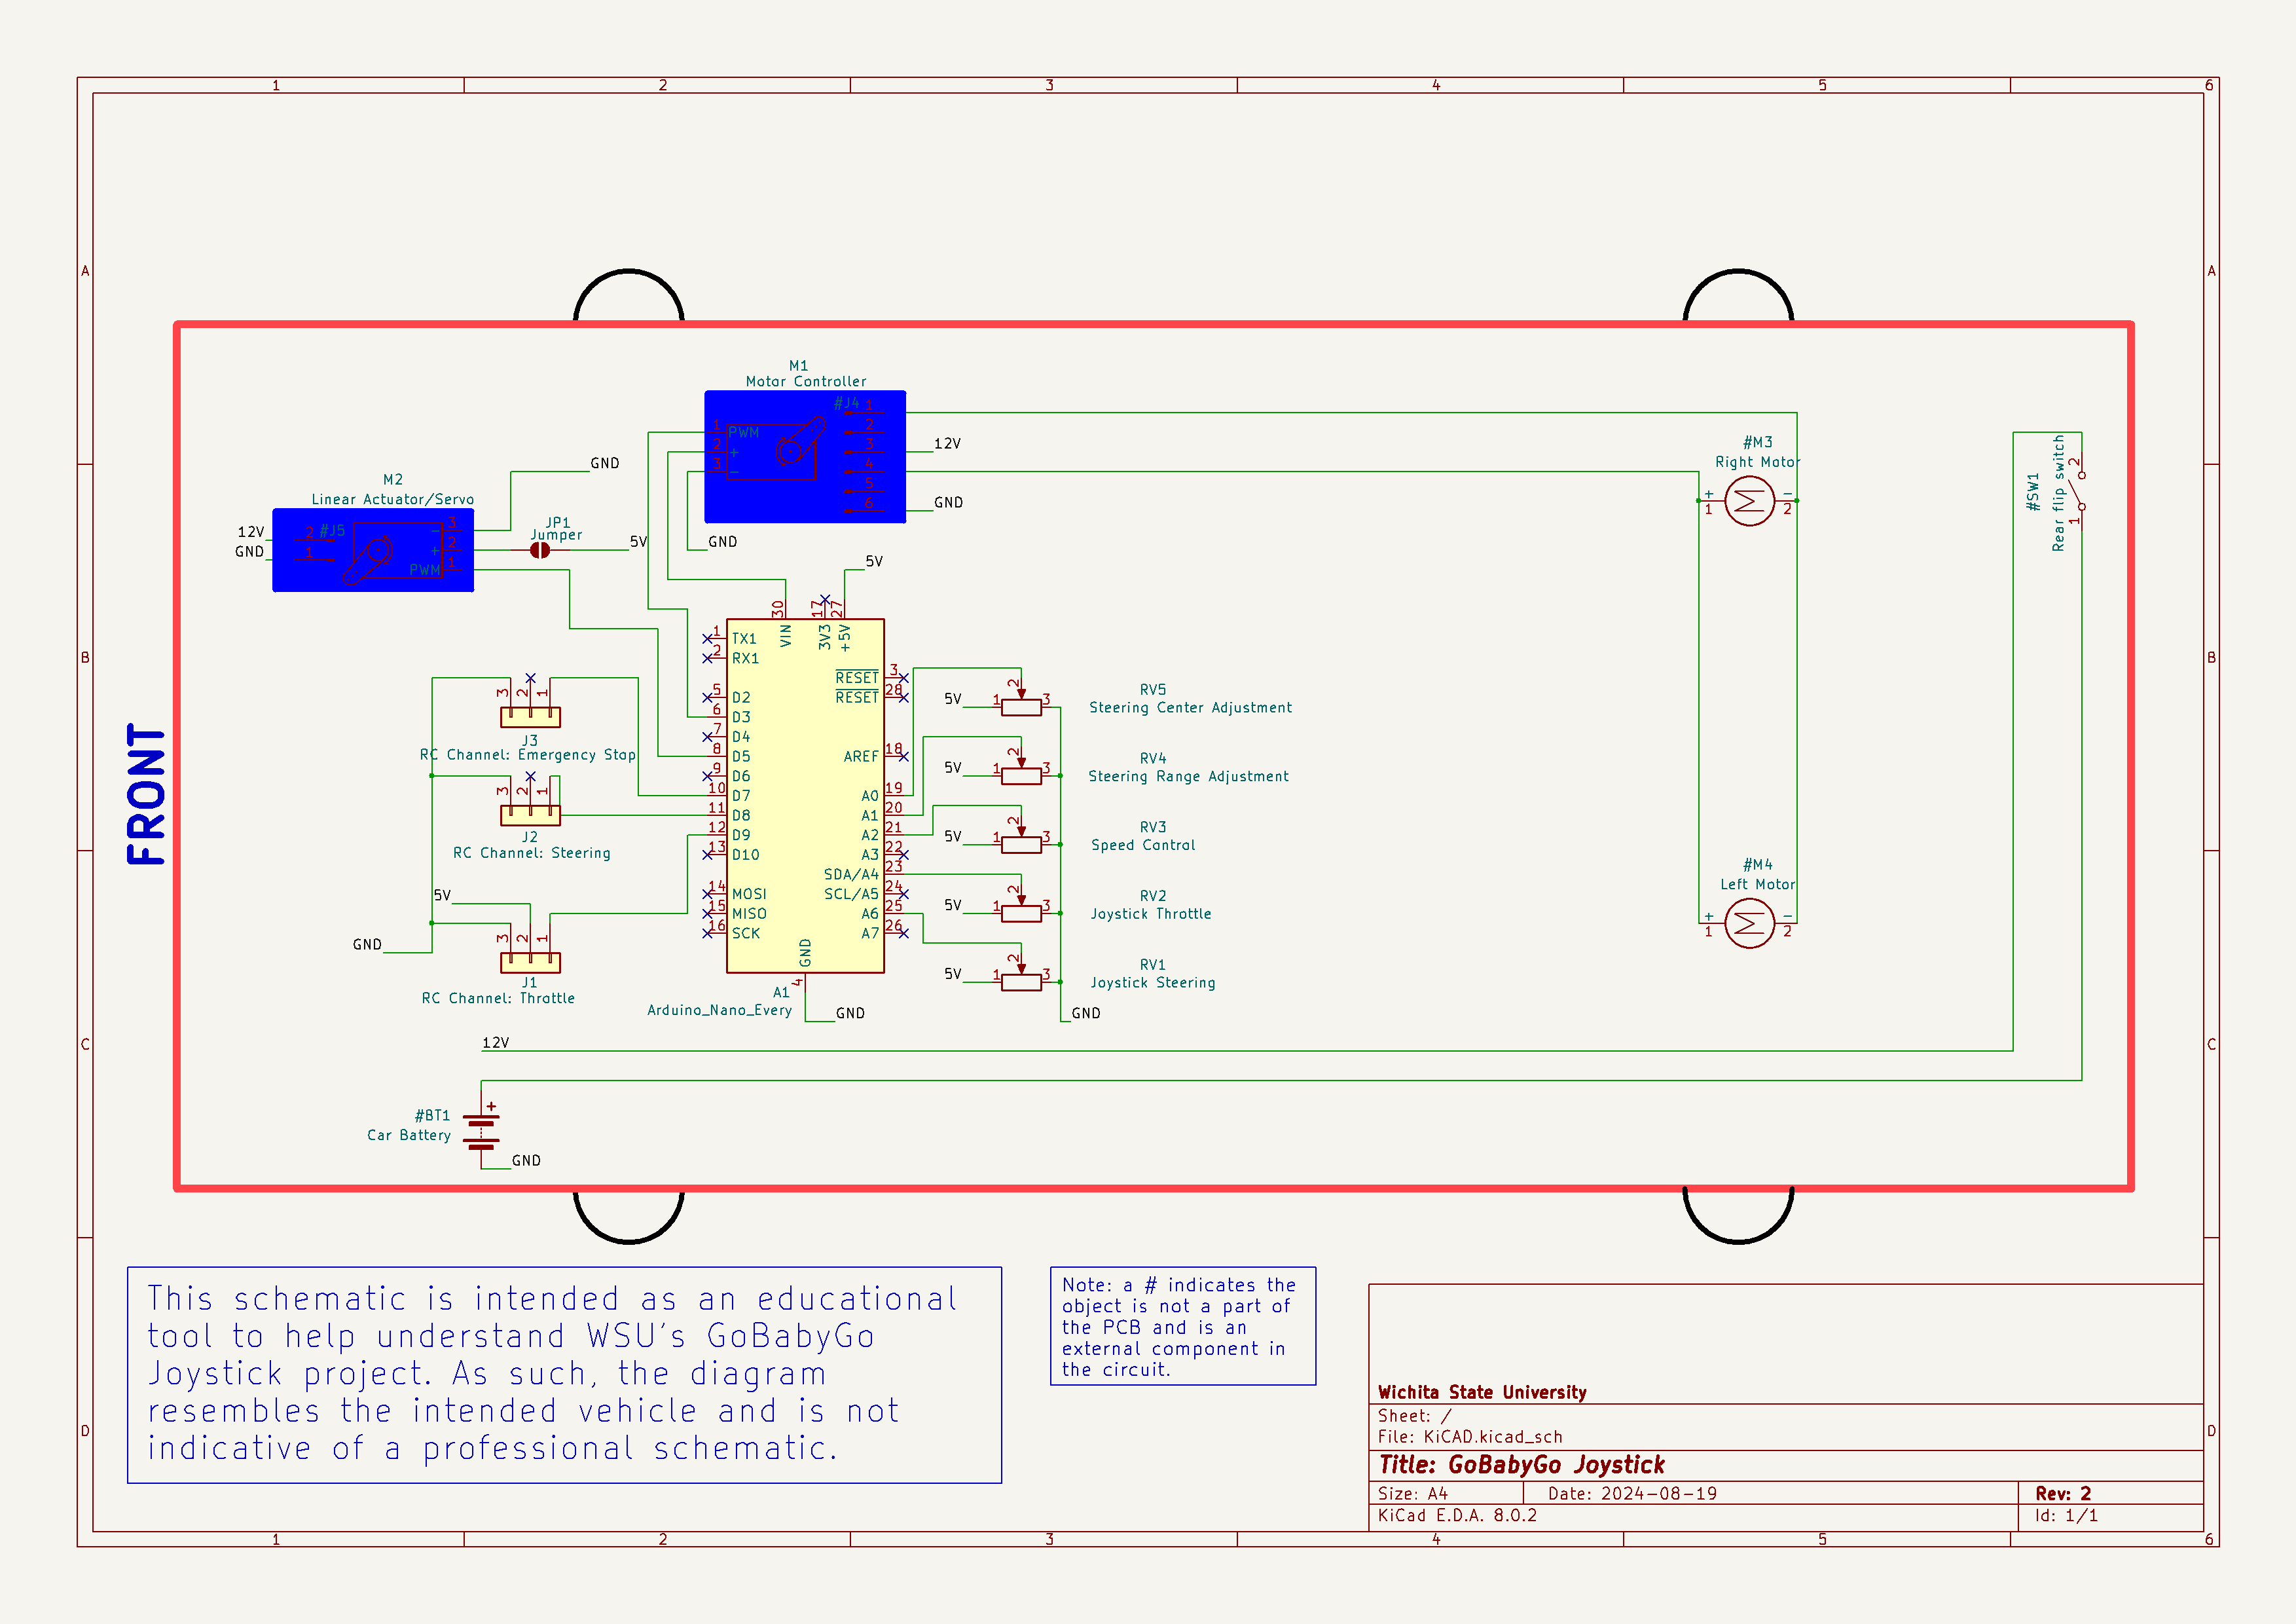 1 2 3 4 5 6
A A
M1
Motor Controller
#J4
1
2
3
4
5
6
1 PWM
2 +
3 -
12V
GND
GND
GND
M2
Linear Actuator/Servo
12V
GND
#J5
2
1
3 -
2 +
PWM 1
JP1
Jumper
5V
5V
#M3
Right Motor
+ -
1 2
#SW1
Rear flip switch
2
1
B B
30 17 27
VIN 3V3 +5V
1 TX1
2 RX1
5 D2
6 D3
7 D4
8 D5
9 D6
10 D7
11 D8
12 D9
13 D10
14 MOSI
15 MISO
16 SCK
RESET 3
RESET 28
AREF 18
A0 19
A1 20
A2 21
A3 22
SDA/A4 23
SCL/A5 24
A6 25
A7 26
GND
4
A1
Arduino_Nano_Every
GND
3 2 1
J3
RC Channel: Emergency Stop
3 2 1
J2
RC Channel: Steering
5V
GND
3 2 1
J1
RC Channel: Throttle
FRONT
5V 1 2 3
RV5
Steering Center Adjustment
5V 1 2 3
RV4
Steering Range Adjustment
5V 1 2 3
RV3
Speed Control
5V 1 2 3
RV2
Joystick Throttle
5V 1 2 3
RV1
Joystick Steering
GND
#M4
Left Motor
+ -
1 2
C C
12V
#BT1
Car Battery
+
GND
This schematic is intended as an educational
tool to help understand WSU's GoBabyGo
Joystick project. As such, the diagram
resembles the intended vehicle and is not
indicative of a professional schematic.
Note: a # indicates the
object is not a part of
the PCB and is an
external component in
the circuit.
D D
Wichita State University
Sheet: /
File: KiCAD.kicad_sch
Title: GoBabyGo Joystick
Size: A4 Date: 2024-08-19 Rev: 2
KiCad E.D.A. 8.0.2 Id: 1/1
1 2 3 4 5 6